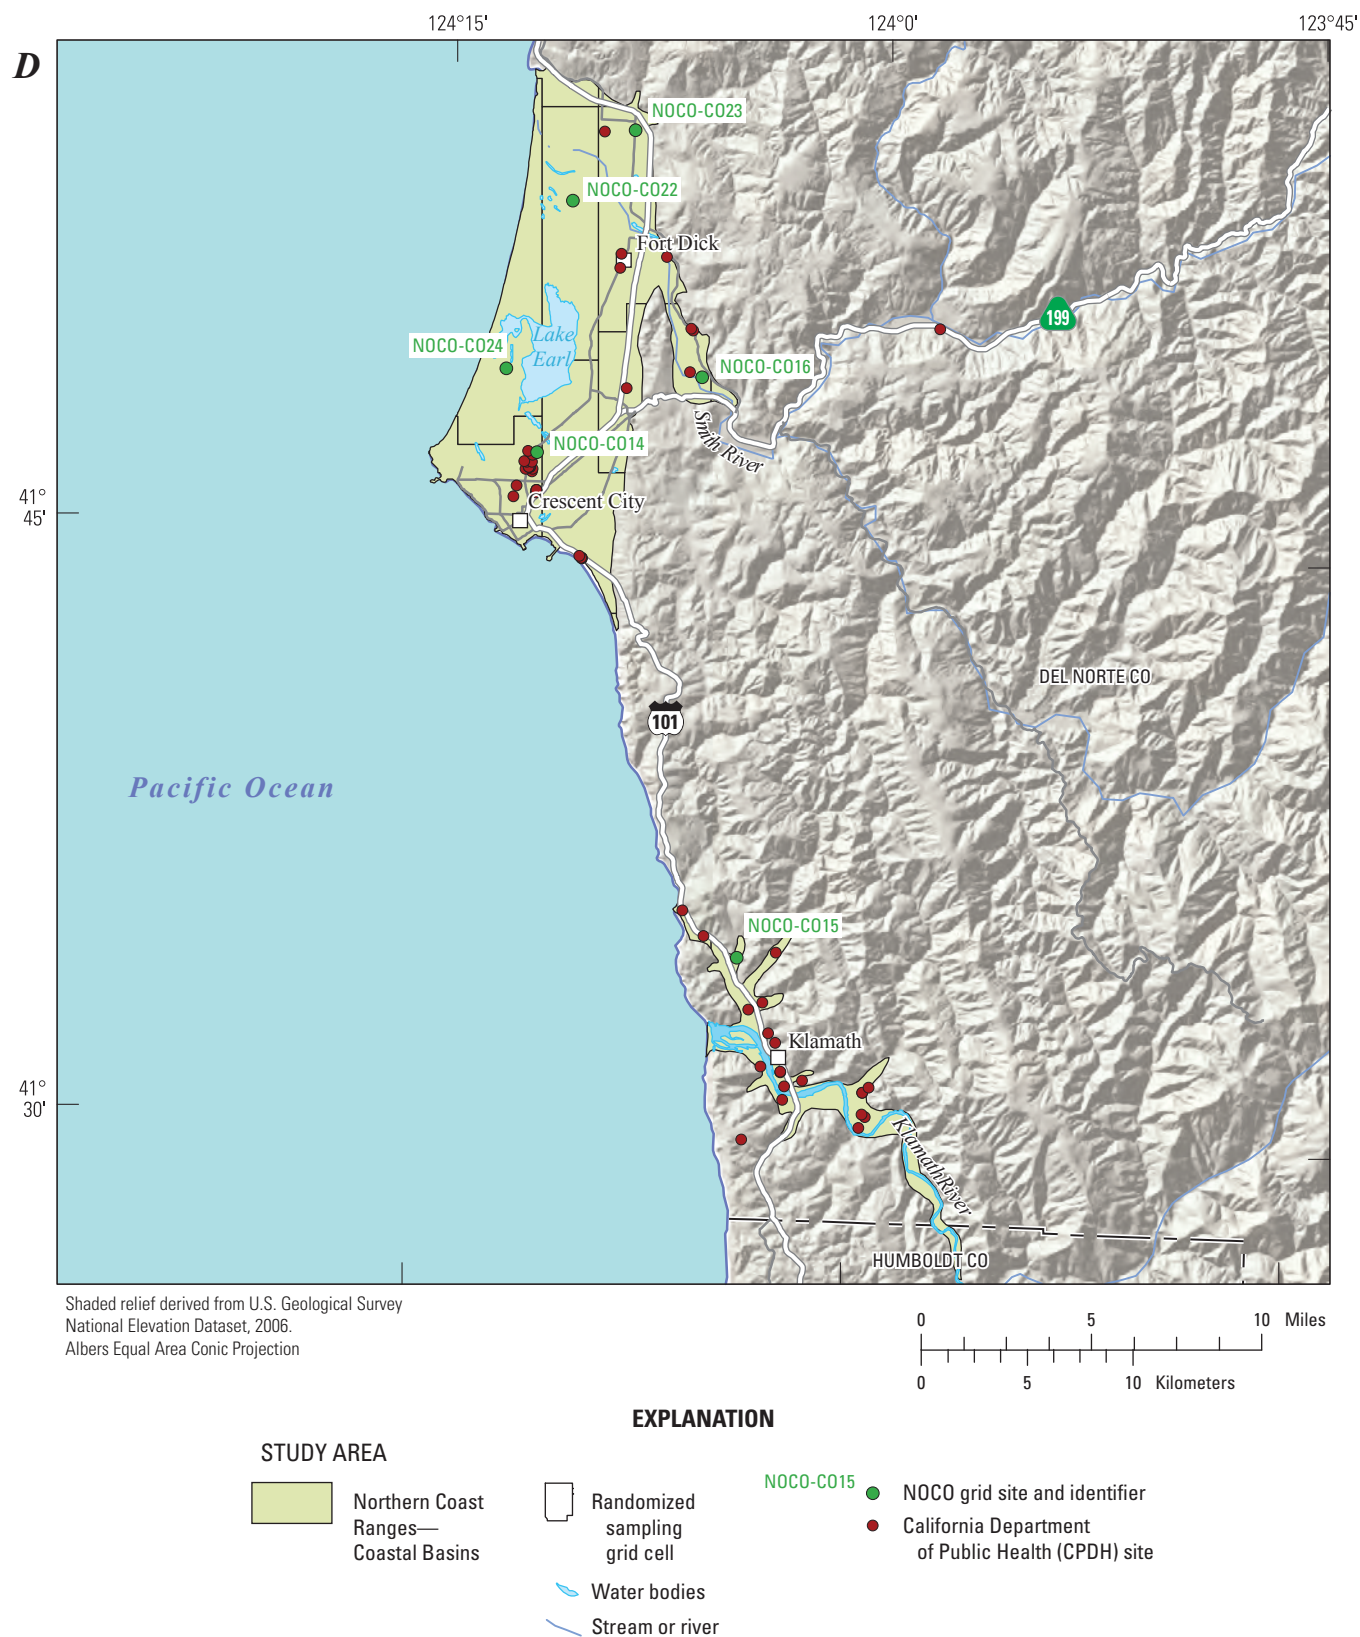 124°15'
124°0'
123°45'
D
NOCO-CO23
NOCO-CO22
Fort Dick
199
Lake
Earl
NOCO-CO24
NOCO-CO16
Smith River
NOCO-CO14
41°
45'
Crescent City
DEL NORTE CO
101
Pacific Ocean
NOCO-CO15
Klamath
41°
30'
Klamath River
HUMBOLDT CO
Shaded relief derived from U.S. Geological Survey
National Elevation Dataset, 2006.
Albers Equal Area Conic Projection
0 5 10 Miles
0 5 10 Kilometers
EXPLANATION
STUDY AREA
Northern Coast
Ranges—
Coastal Basins
Randomized
sampling
grid cell
Water bodies
Stream or river
NOCO-CO15
NOCO grid site and identifier
California Department
of Public Health (CPDH) site